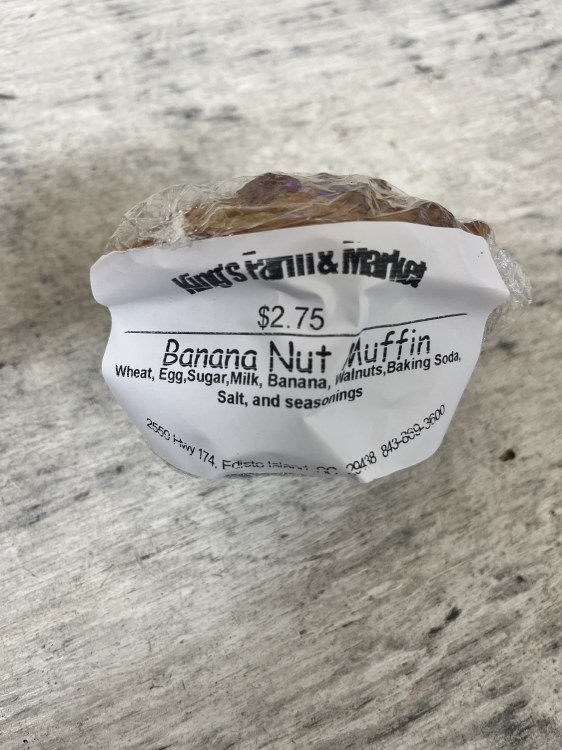 King's Farm & Market
$2.75
Banana Nut Muffin
Wheat, Egg,Sugar,Milk, Banana, Walnuts,Baking Soda,
Salt, and seasonings
2559 Hwy 174, Edisto Island, SC 29438 843-869-3600